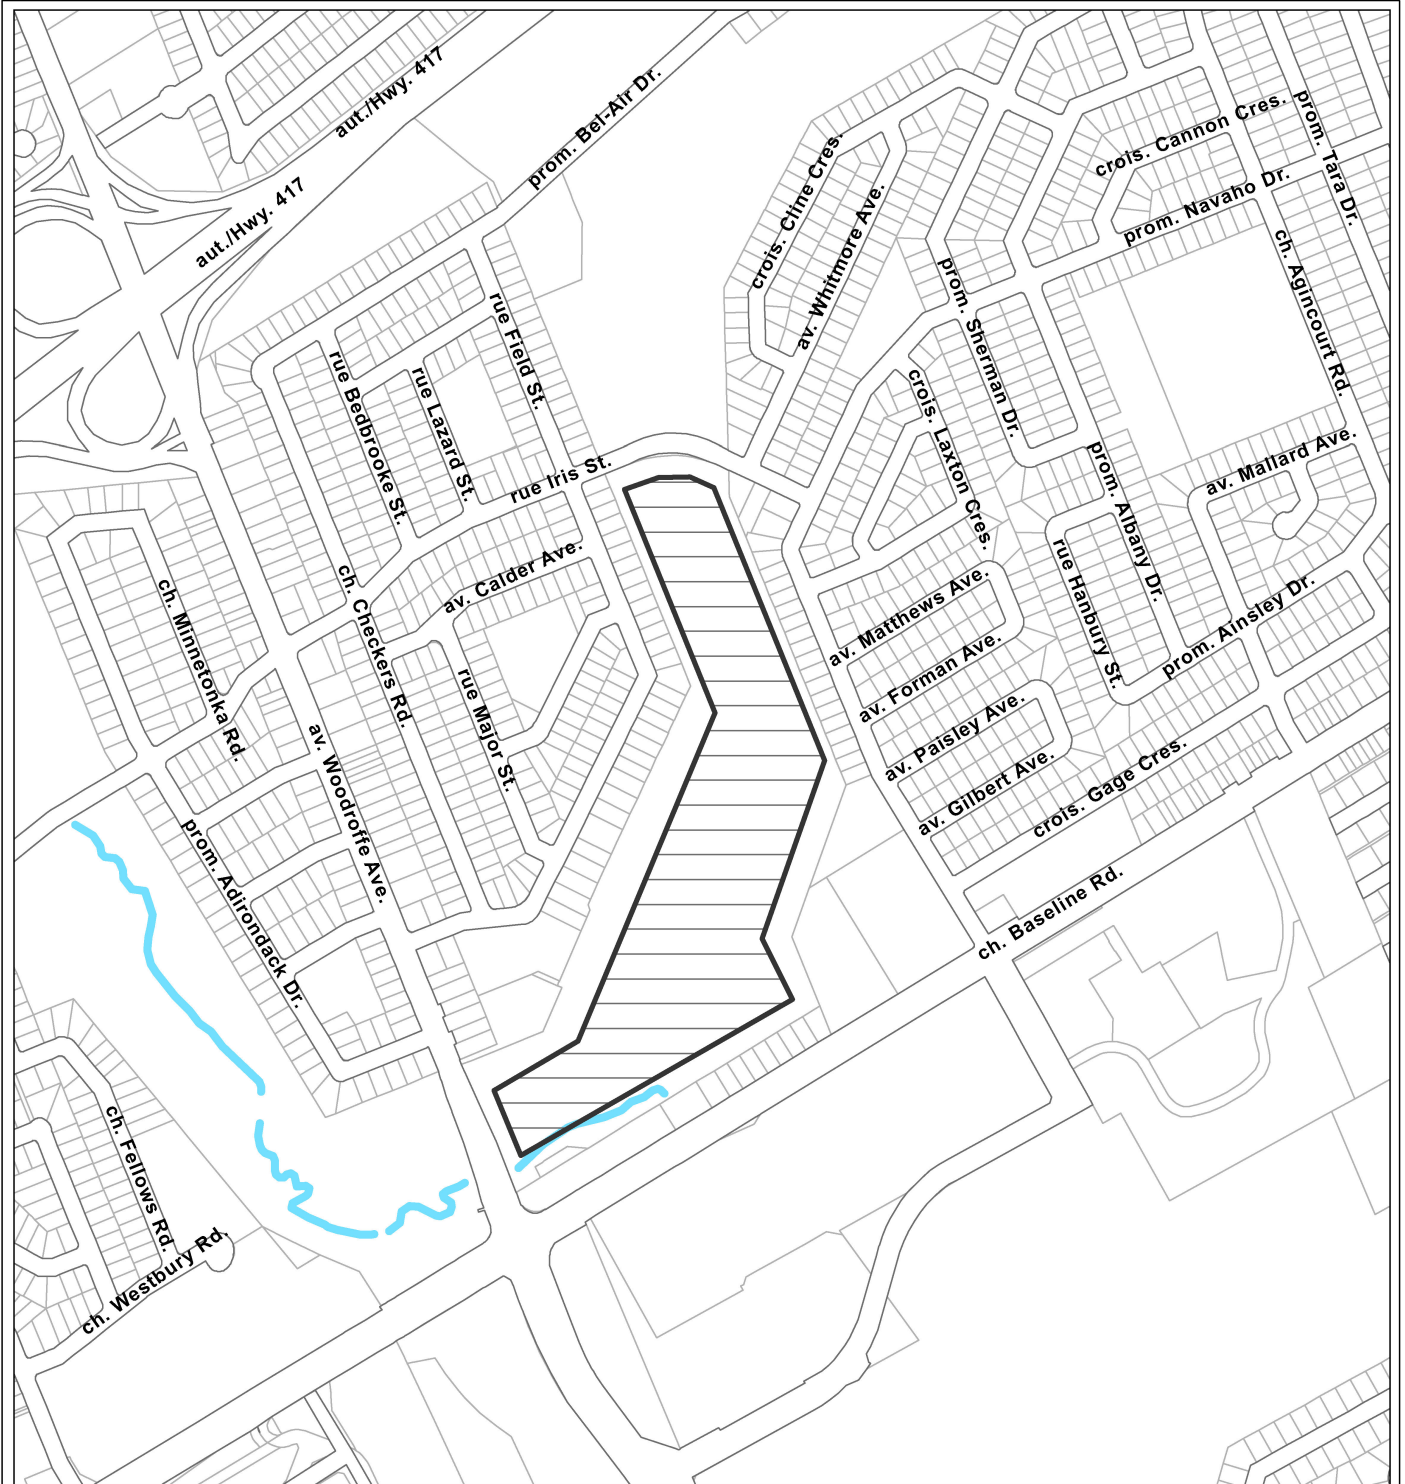 aut./Hwy. 417
prom. Bel-Air Dr.
aut./Hwy. 417
crois. Cline Cres.
av. Whitmore Ave.
crois. Cannon Cres.
prom. Tara Dr.
prom. Navaho Dr.
ch. Agincourt Rd.
prom. Sherman Dr.
rue Field St.
rue Bedbrooke St.
rue Lazard St.
rue Iris St.
crois. Laxton Cres.
av. Mallard Ave.
prom. Albany Dr.
av. Calder Ave.
ch. Checkers Rd.
ch. Minnetonka Rd.
av. Matthews Ave.
rue Hanbury St.
prom. Ainsley Dr.
av. Forman Ave.
rue Major St.
av. Paisley Ave.
av. Woodroffe Ave.
av. Gilbert Ave.
crois. Gage Cres.
prom. Adirondack Dr.
ch. Baseline Rd.
ch. Fellows Rd.
ch. Westbury Rd.